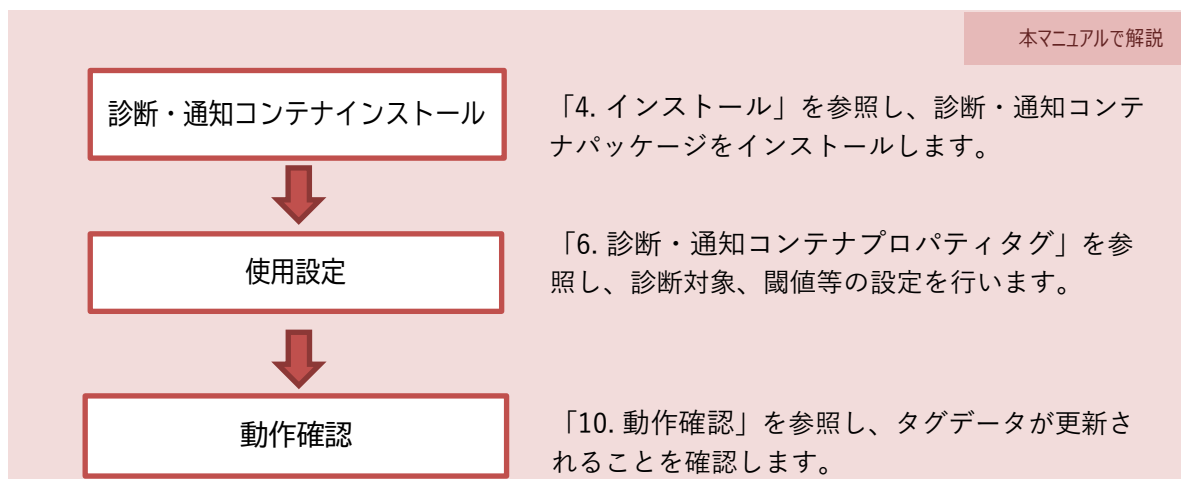 本マニュアルで解説
診断・通知コンテナインストール
「4. インストール」を参照し、診断・通知コンテ
ナパッケージをインストールします。
使用設定
「6. 診断・通知コンテナプロパティタグ」を参
照し、診断対象、閾値等の設定を行います。
動作確認
「10. 動作確認」を参照し、タグデータが更新さ
れることを確認します。